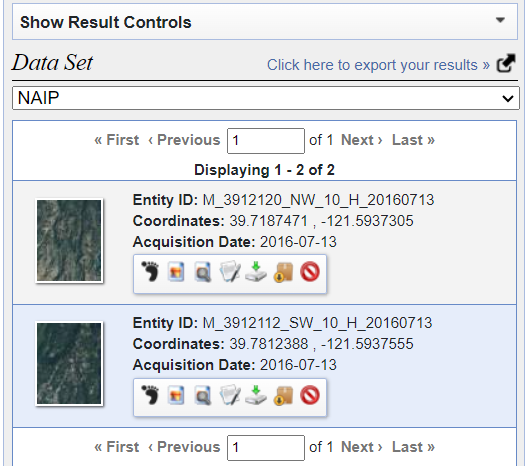 Show Result Controls
Data Set
Click here to export your results »
NAIP
« First ‹ Previous 1 of 1 Next › Last »
Displaying 1 - 2 of 2
Entity ID: M_3912120_NW_10_H_20160713
Coordinates: 39.7187471 , -121.5937305
Acquisition Date: 2016-07-13
Entity ID: M_3912112_SW_10_H_20160713
Coordinates: 39.7812388 , -121.5937555
Acquisition Date: 2016-07-13
« First ‹ Previous 1 of 1 Next › Last »